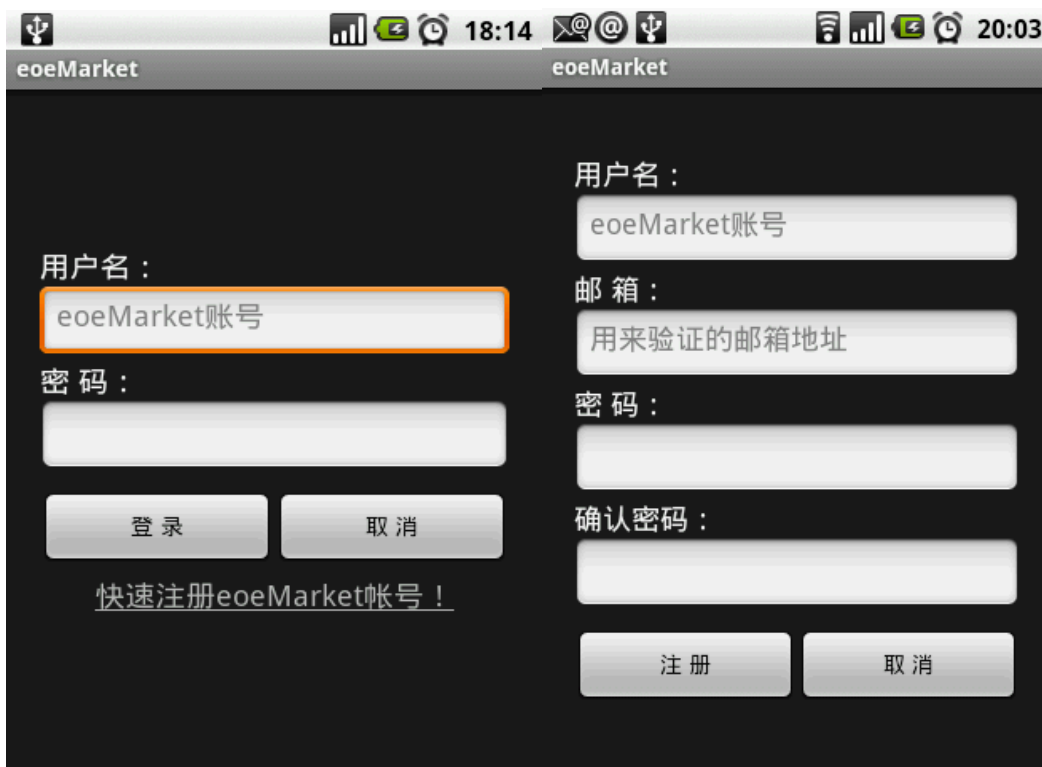 18:14
eoeMarket
用户名：
eoeMarket账号
密 码：
登 录
取 消
快速注册eoeMarket帐号！
20:03
eoeMarket
用户名：
eoeMarket账号
邮 箱：
用来验证的邮箱地址
密 码：
确认密码：
注 册
取 消